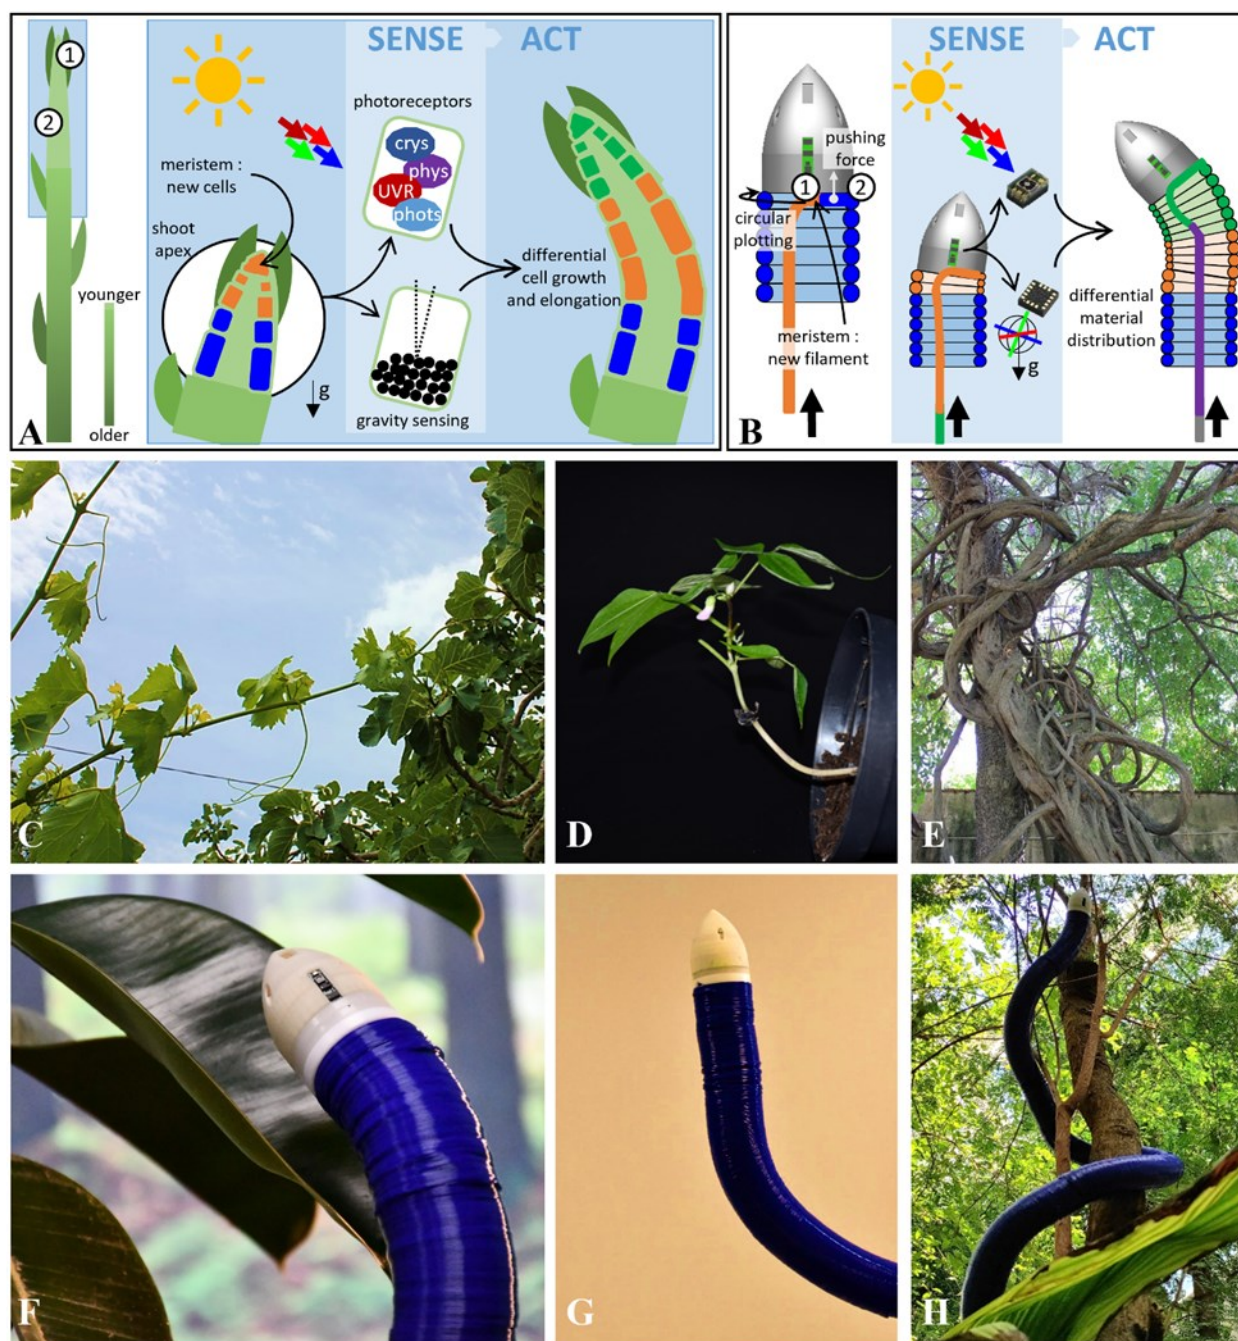 SENSE ACT
1
2
photoreceptors
crys
phys
UVR
phots
meristem :
new cells
shoot
apex
younger
older
g
gravity sensing
differential
cell growth
and elongation
A
SENSE ACT
pushing
force
1
2
circular
plotting
meristem :
new filament
g
differential
material
distribution
B
C
D
E
F
G
H